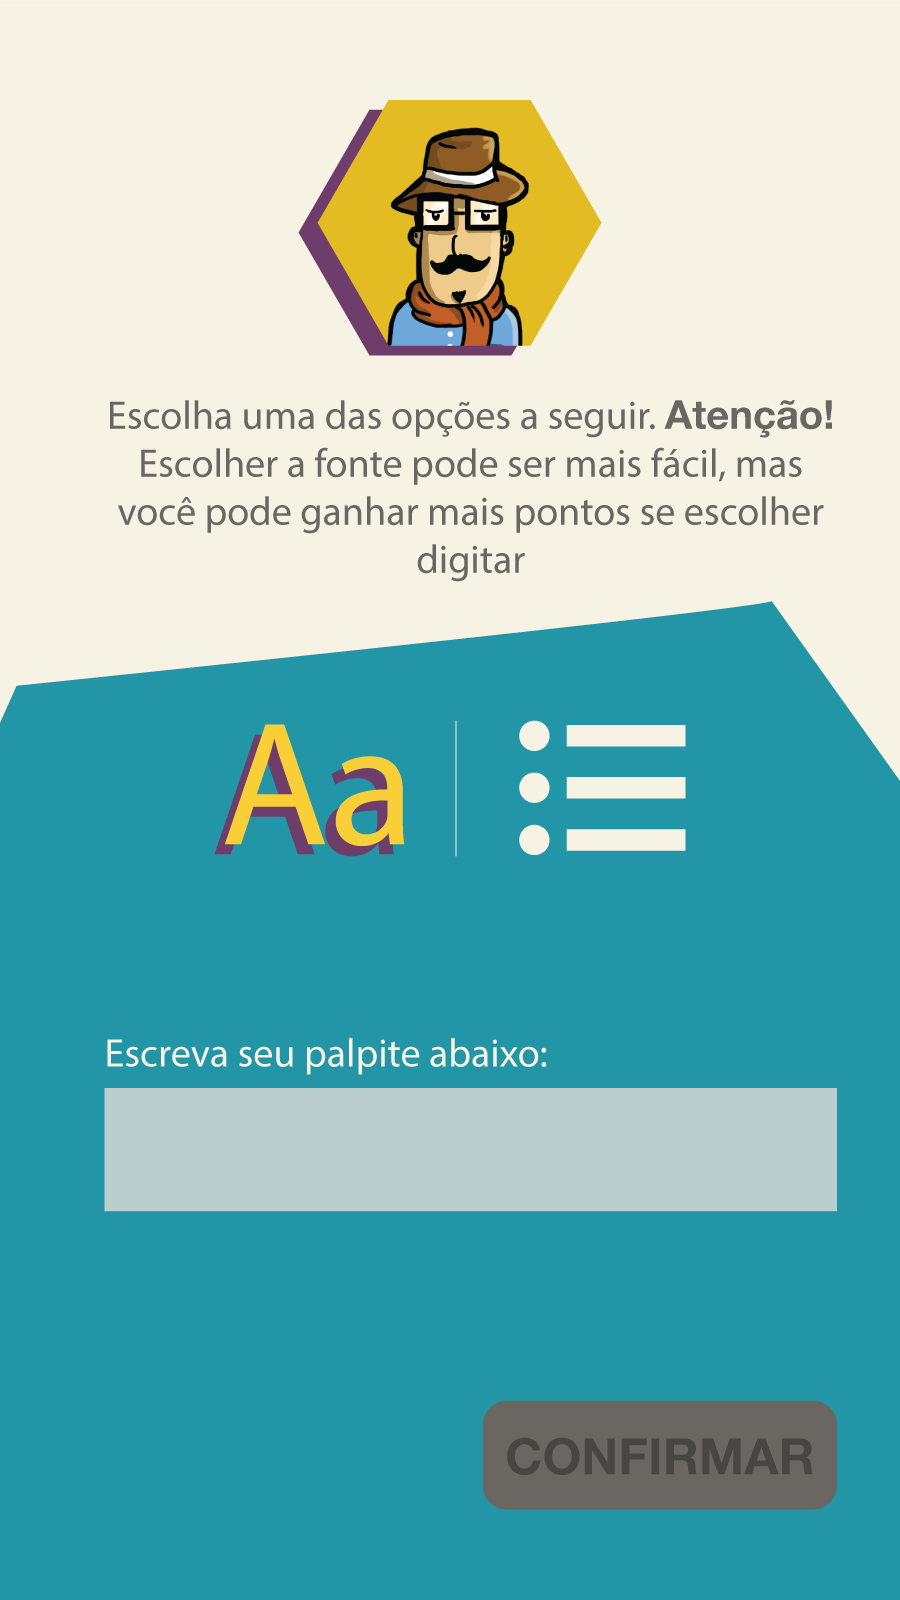 Escolha uma das opções a seguir. Atenção!
Escolher a fonte pode ser mais fácil, mas
você pode ganhar mais pontos se escolher
digitar
Aa
Escreva seu palpite abaixo:
CONFIRMAR